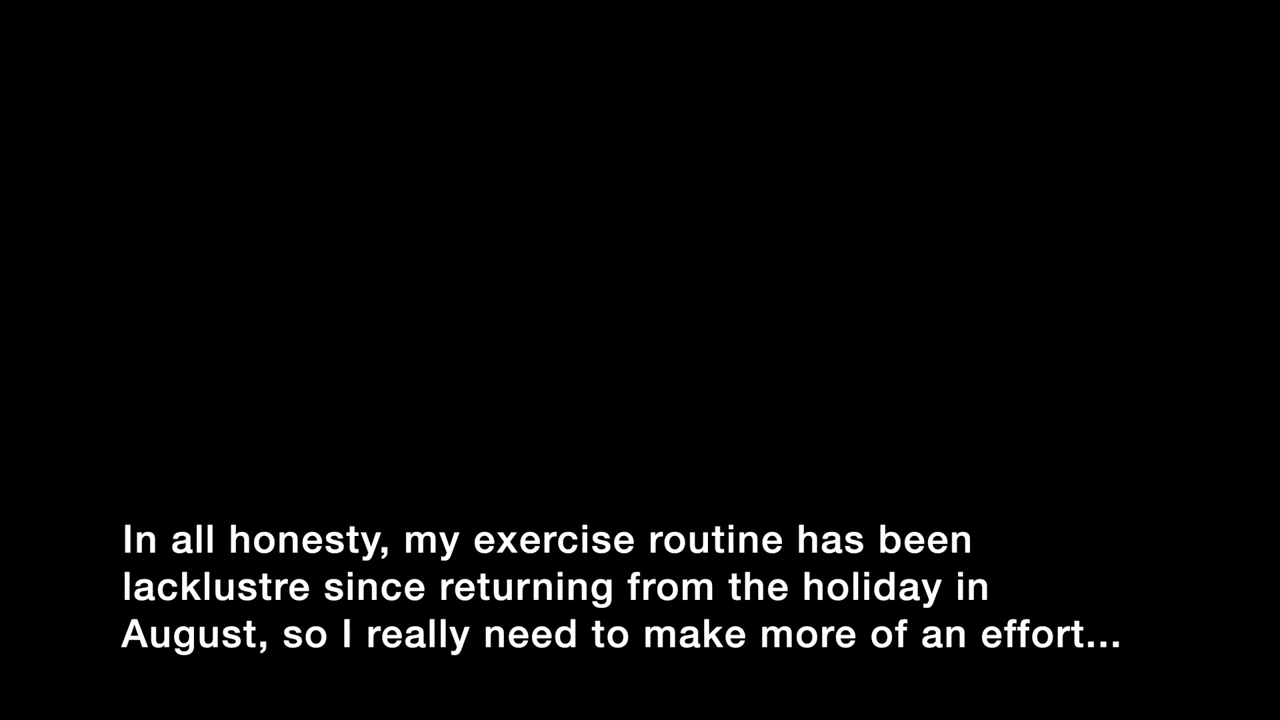 In all honesty, my exercise routine has been
lacklustre since returning from the holiday in
August, so I really need to make more of an effort...